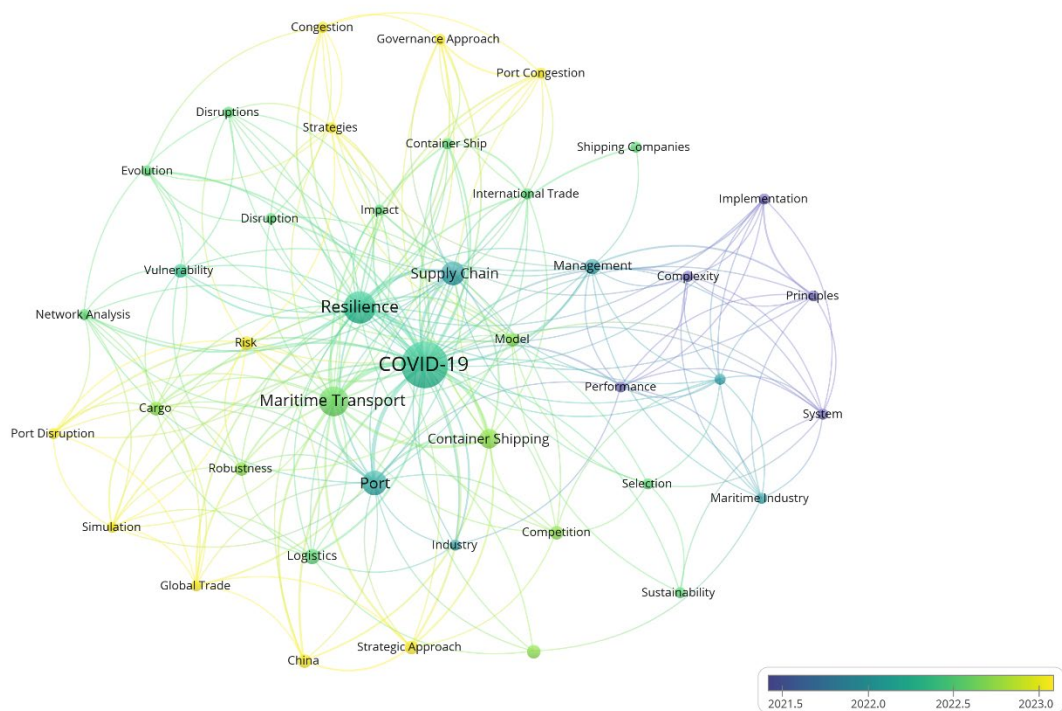 Congestion
Governance Approach
Port Congestion
Disruptions
Strategies
Container Ship
Shipping Companies
Evolution
International Trade
Implementation
Disruption
Impact
Vulnerability
Supply Chain
Management
Complexity
Principles
Resilience
Network Analysis
Risk
Model
COVID-19
Performance
Maritime Transport
Cargo
System
Port Disruption
Container Shipping
Robustness
Port
Selection
Maritime Industry
Simulation
Industry
Competition
Logistics
Global Trade
Sustainability
Strategic Approach
China
2021.5 2022.0 2022.5 2023.0